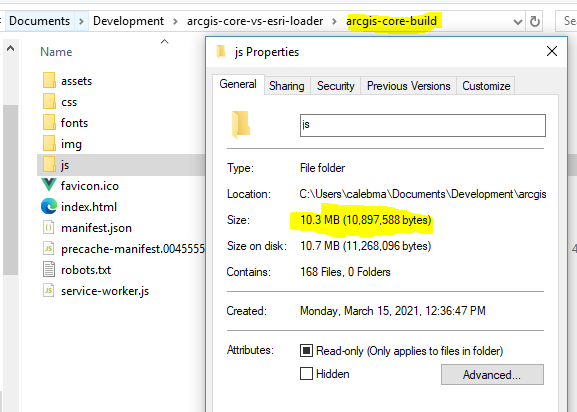 Documents > Development > arcgis-core-vs-esri-loader > arcgis-core-build
Name
assets
css
fonts
img
js
favicon.ico
index.html
manifest.json
precache-manifest.0045555
robots.txt
service-worker.js
js Properties
General Sharing Security Previous Versions Customize
js
Type: File folder
Location: C:\Users\calebma\Documents\Development\arcgis
Size: 10.3 MB (10,897,588 bytes)
Size on disk: 10.7 MB (11,268,096 bytes)
Contains: 168 Files, 0 Folders
Created: Monday, March 15, 2021, 12:36:47 PM
Attributes: Read-only (Only applies to files in folder)
Hidden Advanced...